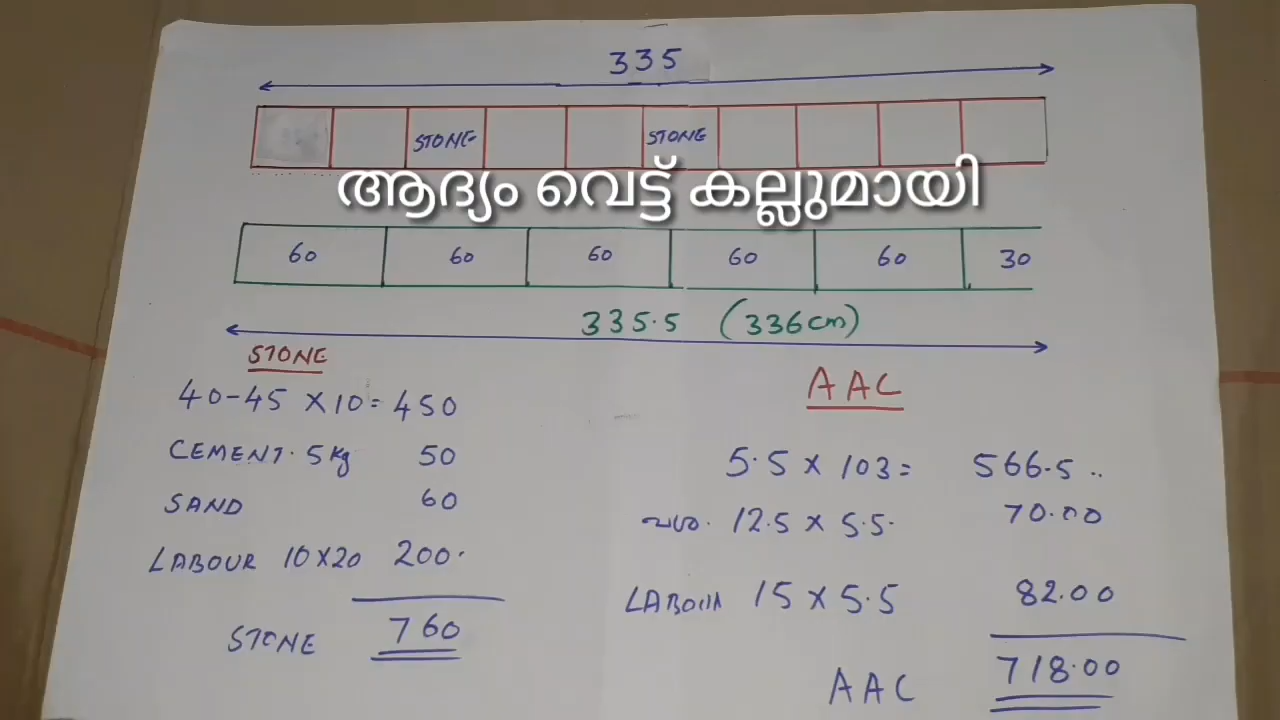 335
STONE STONE
ആദ്യം വെട്ട് കല്ലുമായി
60 60 60 60 60 30
335.5 (336cm)
STONE
40-45 X10= 450
CEMENT. 5Kg 50
SAND 60
LABOUR 10X20 200.
STONE 760
AAC
5.5 X 103= 566.5 ..
പശ. 12.5 X 5.5. 70.00
LABOUR 15 X 5.5 82.00
AAC 718.00